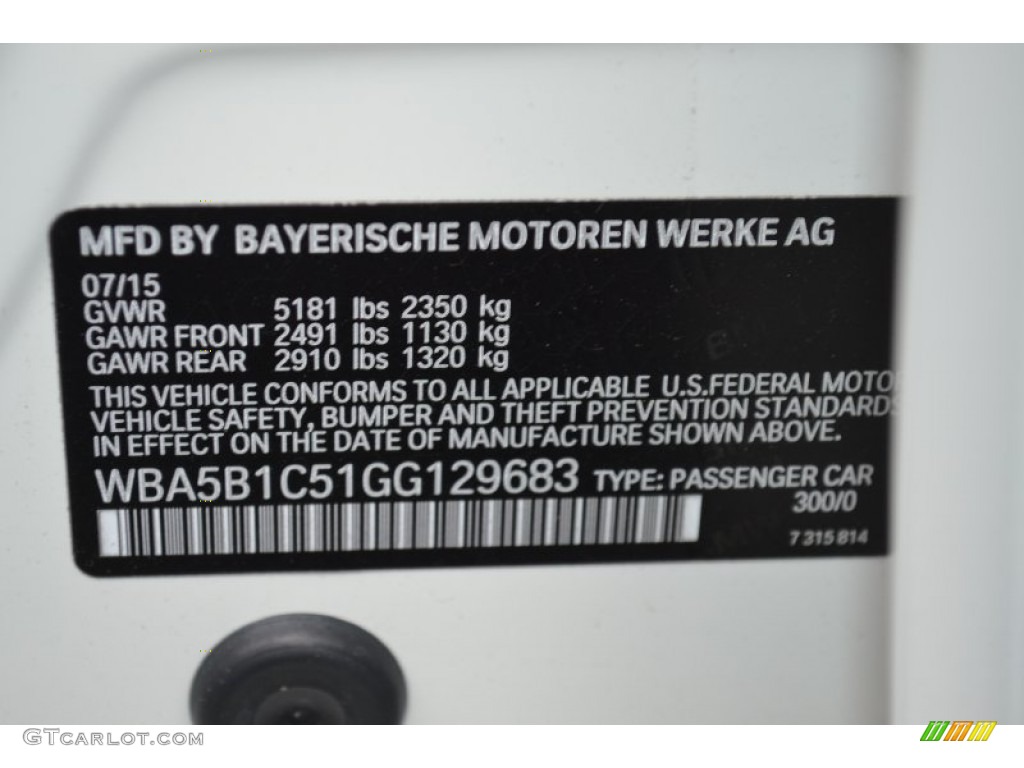 MFD BY BAYERISCHE MOTOREN WERKE AG
07/15
GVWR 5181 lbs 2350 kg
GAWR FRONT 2491 lbs 1130 kg
GAWR REAR 2910 lbs 1320 kg
THIS VEHICLE CONFORMS TO ALL APPLICABLE U.S.FEDERAL MOTO
VEHICLE SAFETY, BUMPER AND THEFT PREVENTION STANDARDS
IN EFFECT ON THE DATE OF MANUFACTURE SHOWN ABOVE.
WBA5B1C51GG129683 TYPE: PASSENGER CAR
300/0
7 315 814
GTCARLOT.COM